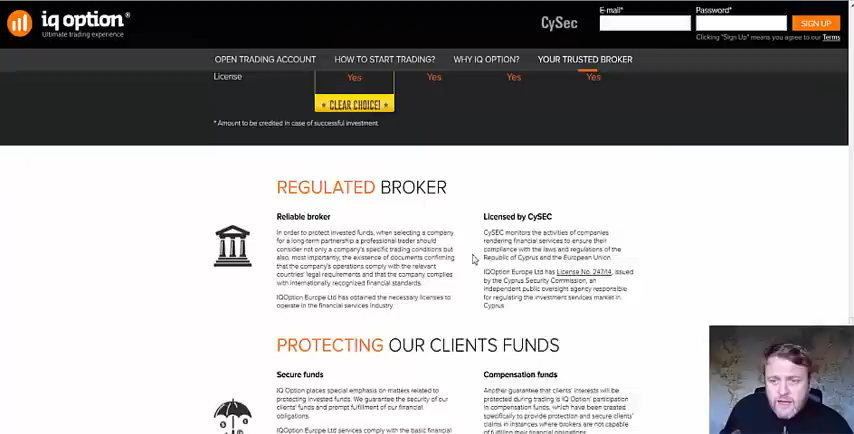 iq option®
Ultimate trading experience
CySec
E-mail*
Password*
SIGN UP
Clicking "Sign Up" means you agree to our Terms
OPEN TRADING ACCOUNT
HOW TO START TRADING?
WHY IQ OPTION?
YOUR TRUSTED BROKER
License
Yes
Yes
Yes
Yes
★ CLEAR CHOICE! ★
* Amount to be credited in case of successful investment.
REGULATED BROKER
Reliable broker
In order to protect invested funds, when selecting a company
for a long-term partnership a professional trader should
consider not only a company's specific trading conditions but
also, most importantly, the existence of documents confirming
that the company's operations comply with the relevant
countries' legal requirements and that the company complies
with internationally recognized financial standards.
IQOption Europe Ltd has obtained the necessary licenses to
operate in the financial services industry.
Licensed by CySEC
CySEC monitors the activities of companies
rendering financial services to ensure their
compliance with the laws and regulations of the
Republic of Cyprus and the European Union.
IQOption Europe Ltd has License No. 247/14, issued
by the Cyprus Security Commission, an
independent public oversight agency responsible
for regulating the investment services market in
Cyprus
PROTECTING OUR CLIENTS FUNDS
Secure funds
IQ Option places special emphasis on matters related to
protecting invested funds. We guarantee the security of our
clients' funds and prompt fulfillment of our financial
obligations.
IQOption Europe Ltd services comply with the basic financial
Compensation funds
Another guarantee that clients' interests will be
protected during trading is IQ Option' participation
in compensation funds, which have been created
specifically to provide protection and secure clients'
claims in instances where brokers are not capable
of fulfilling their financial obligations.